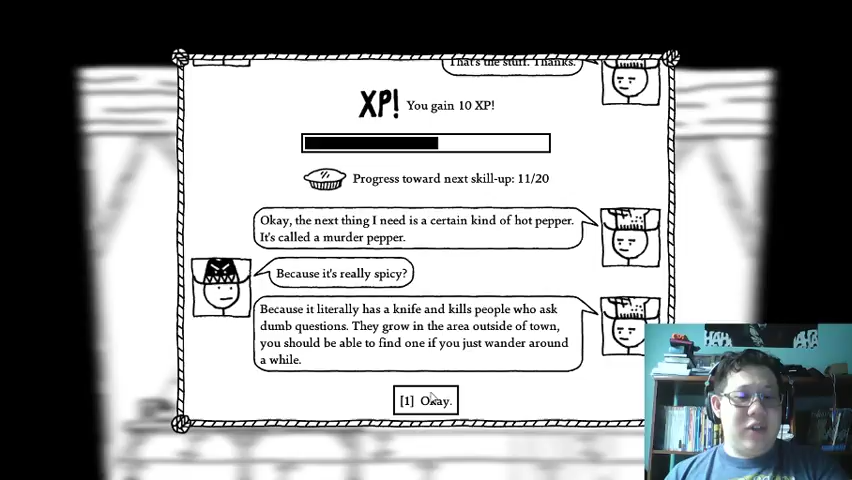 That's the stuff. Thanks.
XP! You gain 10 XP!
Progress toward next skill-up: 11/20
Okay, the next thing I need is a certain kind of hot pepper.
It's called a murder pepper.
Because it's really spicy?
Because it literally has a knife and kills people who ask
dumb questions. They grow in the area outside of town,
you should be able to find one if you just wander around
a while.
[1] Okay.